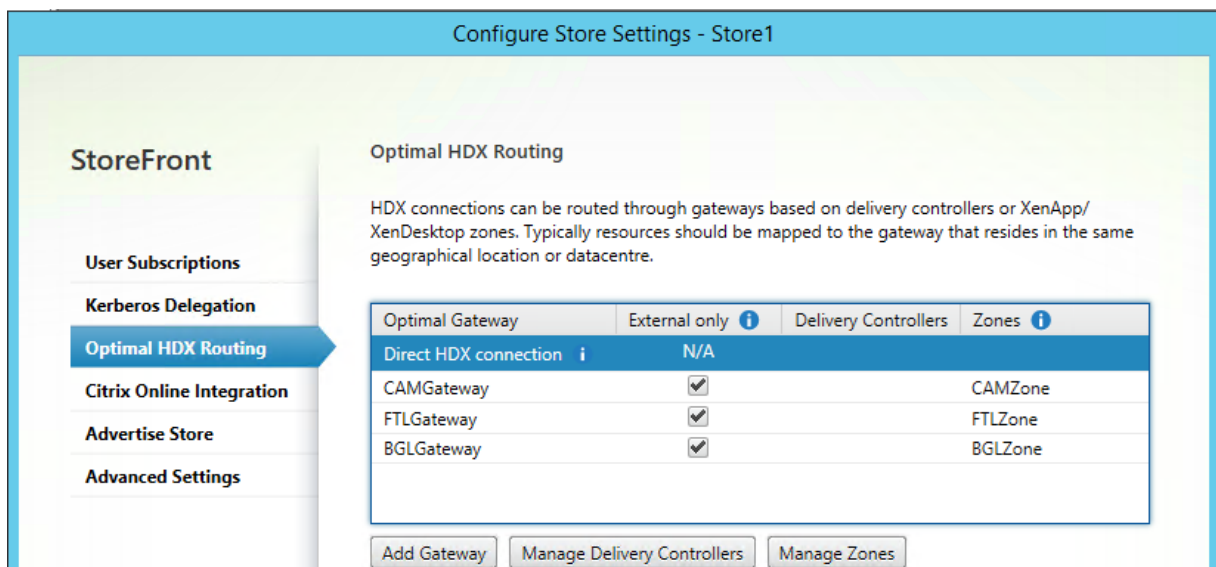 Configure Store Settings - Store1
StoreFront
User Subscriptions
Kerberos Delegation
Optimal HDX Routing
Citrix Online Integration
Advertise Store
Advanced Settings
Optimal HDX Routing
HDX connections can be routed through gateways based on delivery controllers or XenApp/
XenDesktop zones. Typically resources should be mapped to the gateway that resides in the same
geographical location or datacentre.
Optimal Gateway External only i Delivery Controllers Zones i
Direct HDX connection i N/A
CAMGateway CAMZone
FTLGateway FTLZone
BGLGateway BGLZone
Add Gateway Manage Delivery Controllers Manage Zones